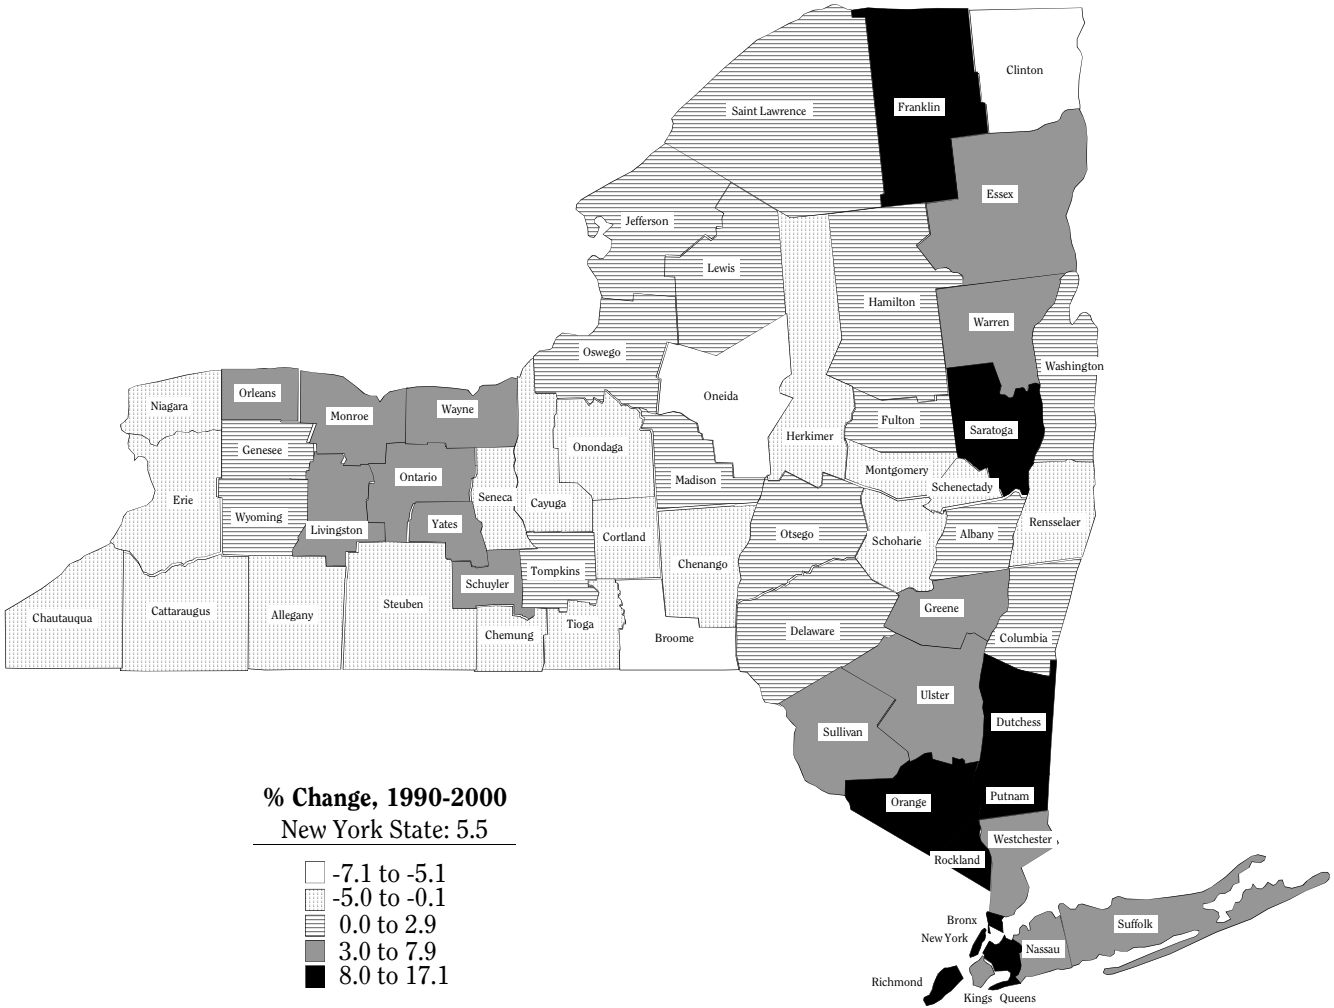 Clinton
Saint Lawrence
Franklin
Essex
Jefferson
Lewis
Hamilton
Warren
Oswego
Washington
Oneida
Orleans
Niagara
Monroe
Wayne
Fulton
Saratoga
Herkimer
Onondaga
Genesee
Montgomery
Ontario
Madison
Schenectady
Seneca
Cayuga
Erie
Wyoming
Rensselaer
Livingston
Yates
Otsego
Albany
Cortland
Schoharie
Chenango
Tompkins
Schuyler
Steuben
Greene
Cattaraugus
Allegany
Chautauqua
Tioga
Delaware
Chemung
Broome
Columbia
Ulster
Dutchess
Sullivan
Putnam
Orange
% Change, 1990-2000
New York State: 5.5
Westchester
Rockland
-7.1 to -5.1
-5.0 to -0.1
0.0 to 2.9
3.0 to 7.9
8.0 to 17.1
Bronx
Suffolk
New York
Nassau
Richmond
Kings Queens